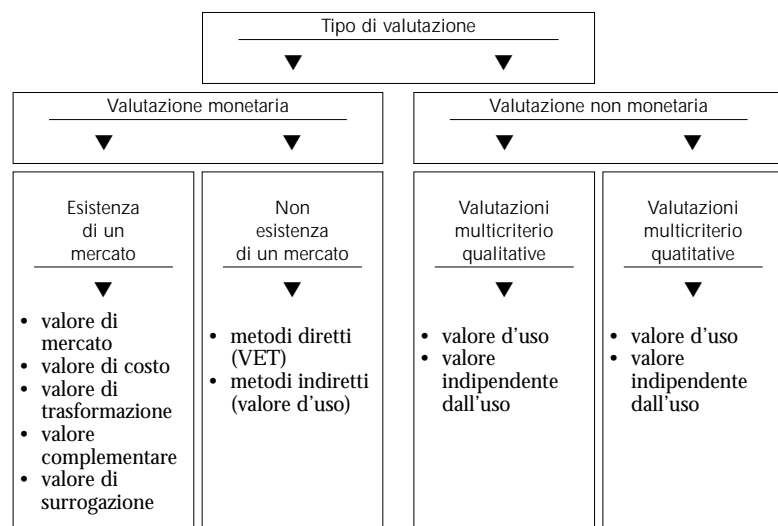 Tipo di valutazione
Valutazione monetaria
Valutazione non monetaria
Esistenza
di un
mercato
• valore di
mercato
• valore di costo
• valore di
trasformazione
• valore
complementare
• valore di
surrogazione
Non
esistenza
di un mercato
• metodi diretti
(VET)
• metodi indiretti
(valore d'uso)
Valutazioni
multicriterio
qualitative
• valore d'uso
• valore
indipendente
dall'uso
Valutazioni
multicriterio
quatitative
• valore d'uso
• valore
indipendente
dall'uso